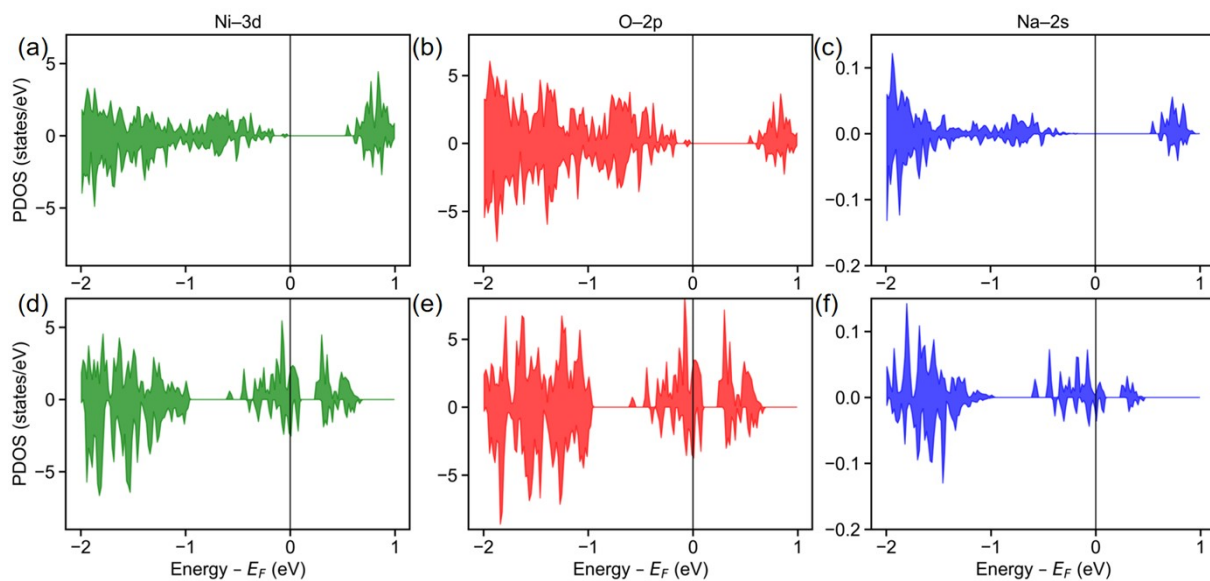 Ni–3d O–2p Na–2s
(a) (b) (c)
PDOS (states/eV)
5
0
−5
−2 −1 0 1
5
0
−5
−2 −1 0 1
0.1
0.0
−0.1
−0.2
−2 −1 0 1
(d) (e) (f)
PDOS (states/eV)
5
0
−5
−2 −1 0 1
Energy – E_F (eV)
5
0
−5
−2 −1 0 1
Energy – E_F (eV)
0.1
0.0
−0.1
−0.2
−2 −1 0 1
Energy – E_F (eV)